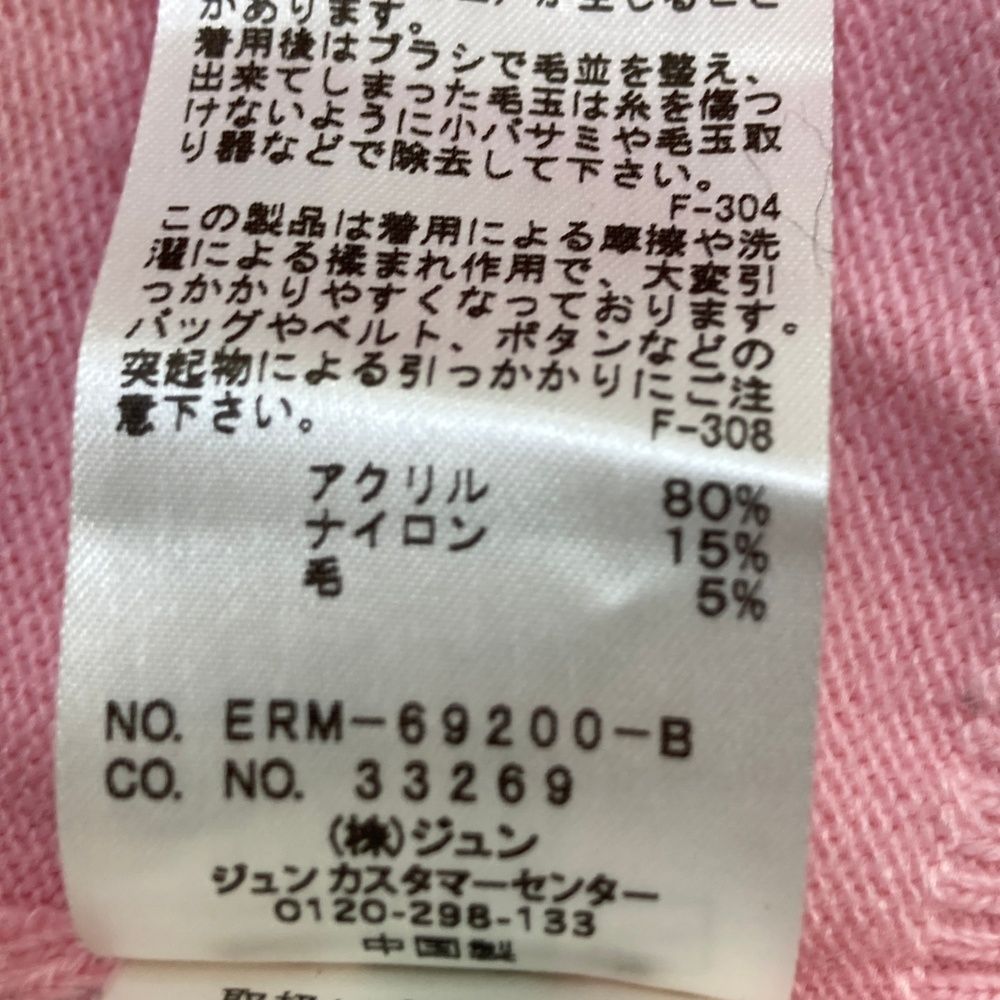 があります。
着用後はブラシで毛並を整え、
出来てしまった毛玉は糸を傷つ
けないように小バサミや毛玉取
り器などで除去して下さい。
F-304
この製品は着用による摩擦や洗
濯による揉まれ作用で、大変引
っかかりやすくなっております。
バッグやベルト、ボタンなどの
突起物による引っかかりにご注
意下さい。
F-308
アクリル 80%
ナイロン 15%
毛 5%
NO. ERM-69200-B
CO. NO. 33269
(株)ジュン
ジュンカスタマーセンター
0120-298-133
中国製